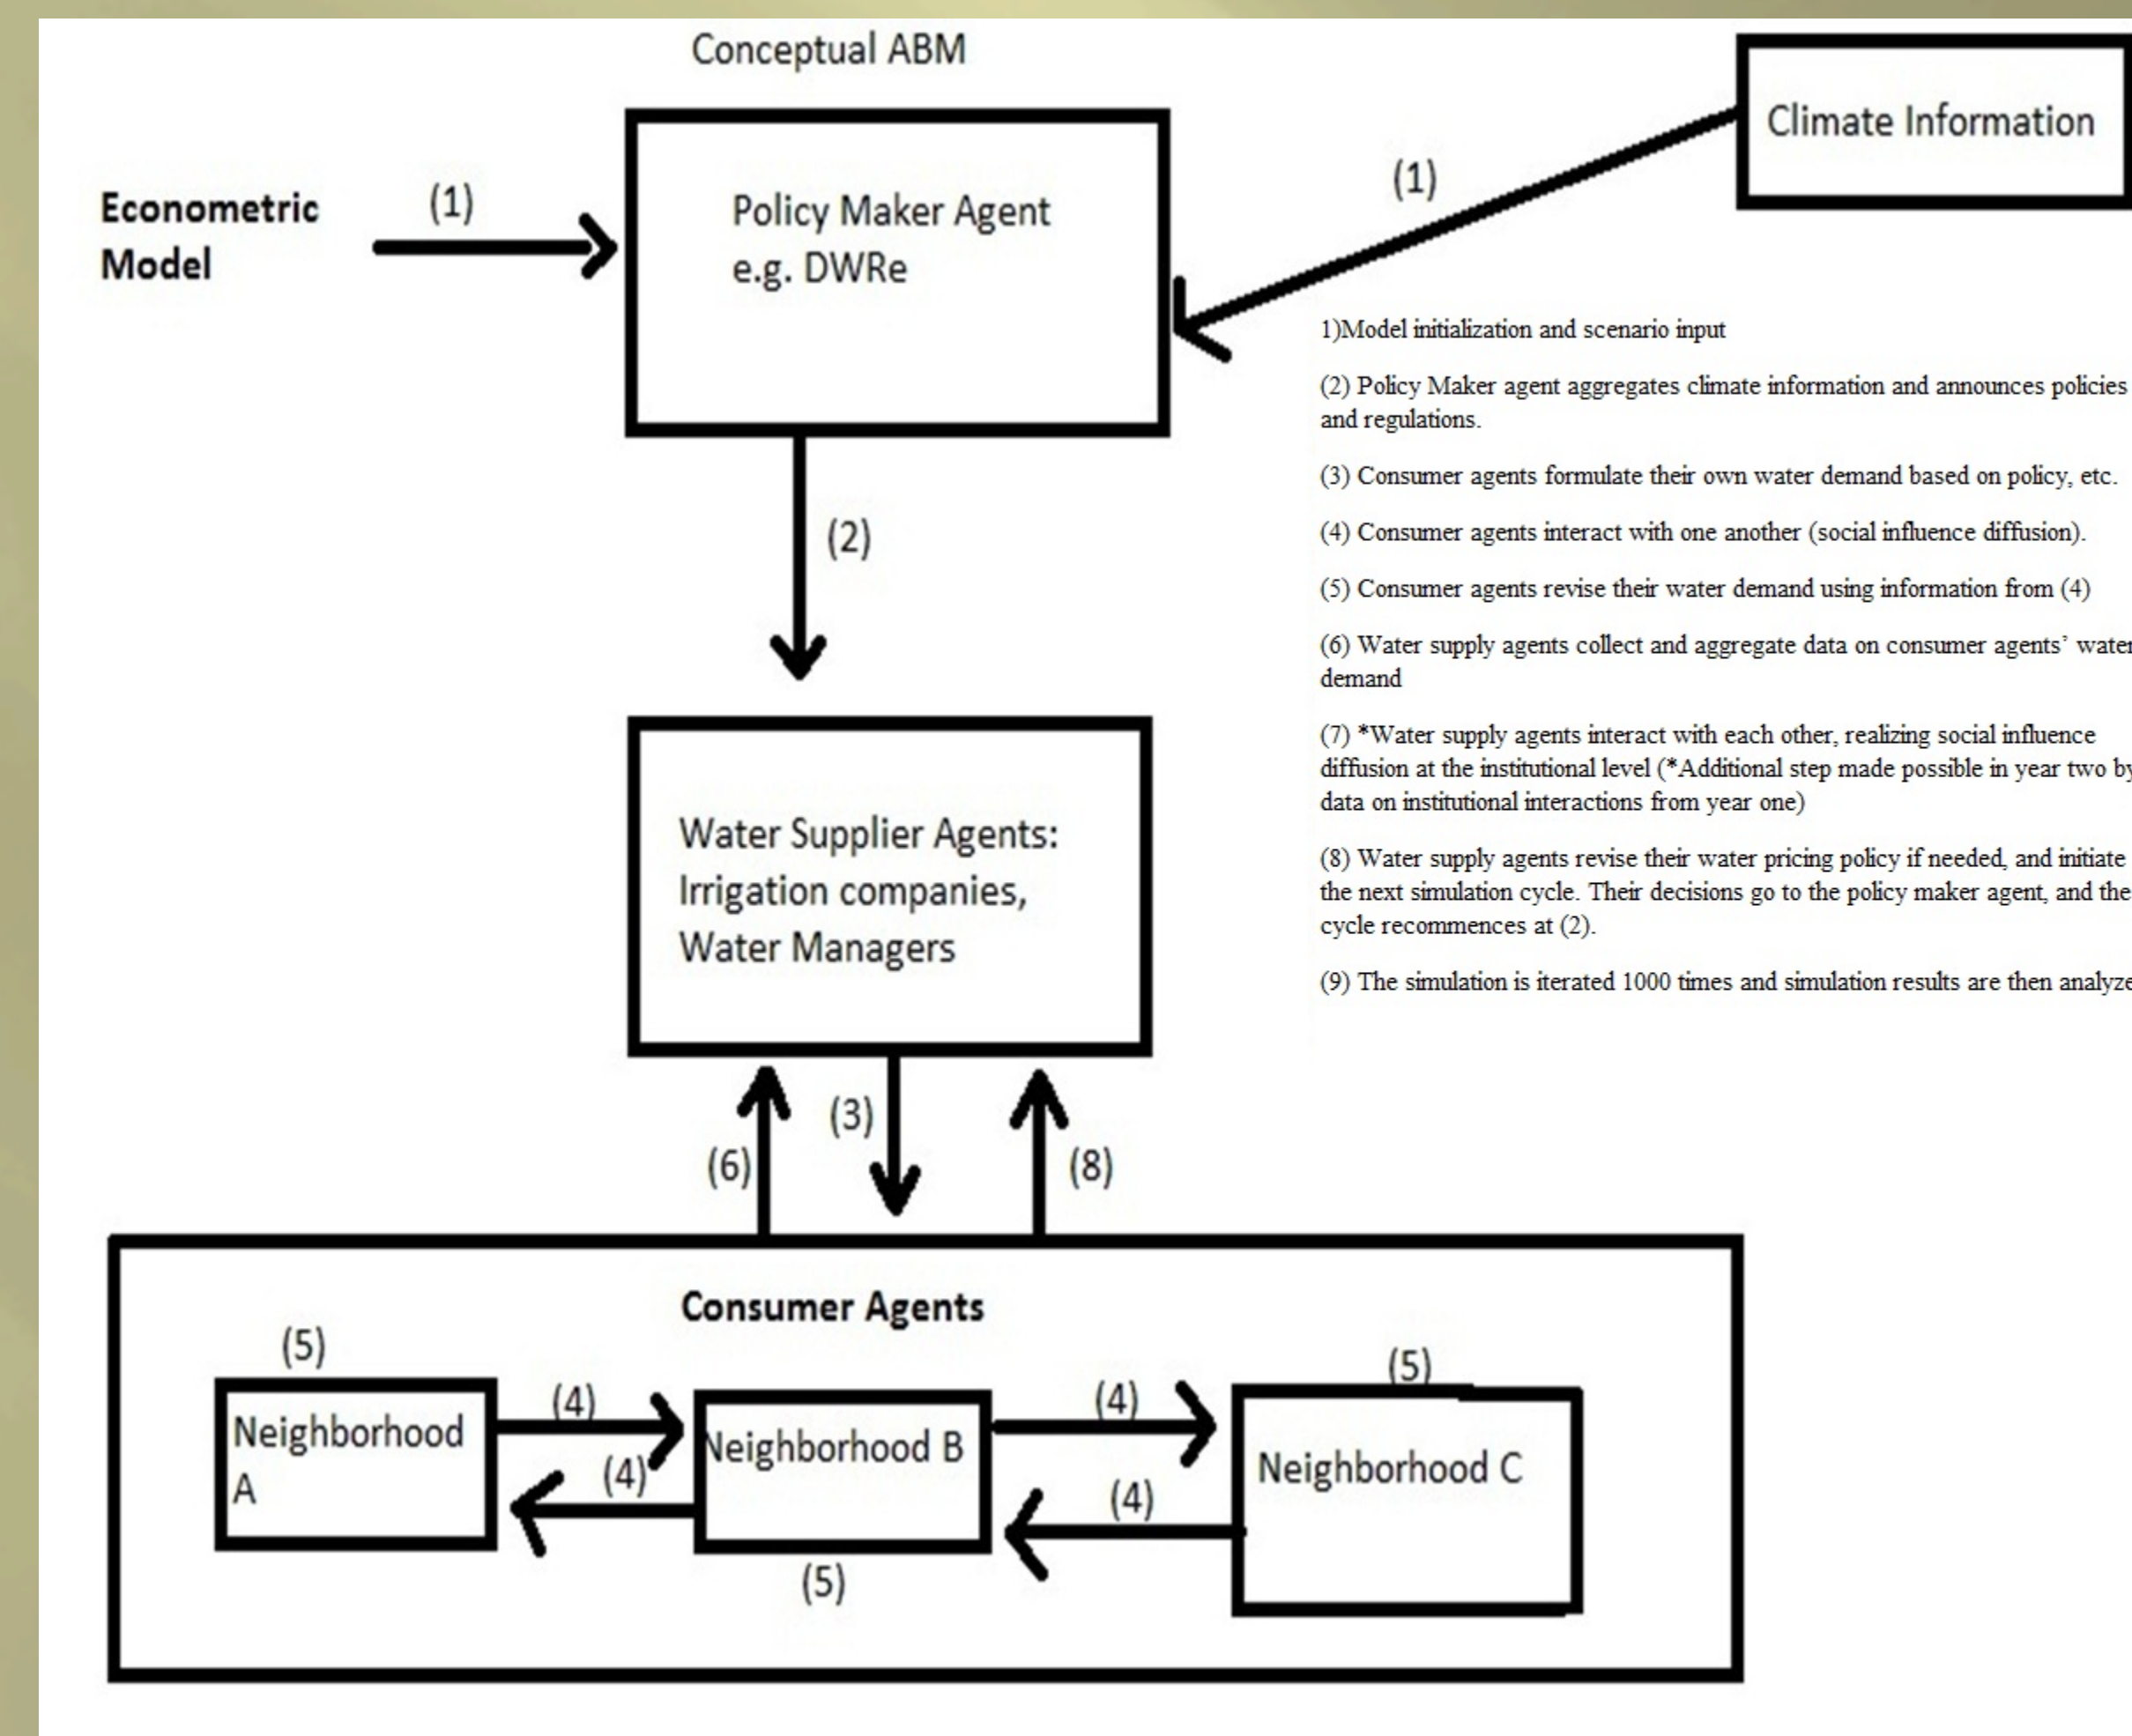 Conceptual ABM
Climate Information
(1)
Econometric
Model
(1)
Policy Maker Agent
e.g. DWRe
1)Model initialization and scenario input
(2) Policy Maker agent aggregates climate information and announces policies
and regulations.
(3) Consumer agents formulate their own water demand based on policy, etc.
(4) Consumer agents interact with one another (social influence diffusion).
(5) Consumer agents revise their water demand using information from (4)
(6) Water supply agents collect and aggregate data on consumer agents’ water
demand
(7) *Water supply agents interact with each other, realizing social influence
diffusion at the institutional level (*Additional step made possible in year two by
data on institutional interactions from year one)
(8) Water supply agents revise their water pricing policy if needed, and initiate
the next simulation cycle. Their decisions go to the policy maker agent, and the
cycle recommences at (2).
(9) The simulation is iterated 1000 times and simulation results are then analyze
(2)
Water Supplier Agents:
Irrigation companies,
Water Managers
(6)
(3)
(8)
Consumer Agents
(5)
Neighborhood
A
(4)
(4)
Neighborhood B
(5)
(4)
(4)
(5)
Neighborhood C